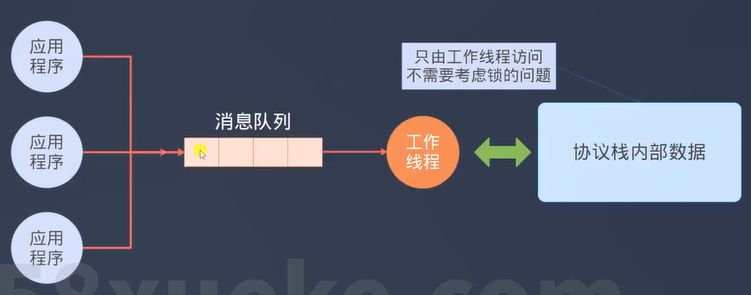 应用
程序
应用
程序
应用
程序
消息队列
工作
线程
只由工作线程访问
不需要考虑锁的问题
协议栈内部数据
58xueke.com